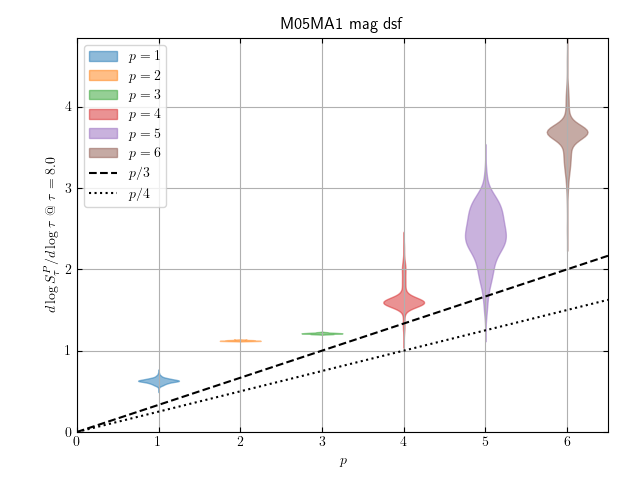 M05MA1 mag dsf
p = 1
p = 2
p = 3
p = 4
p = 5
p = 6
p/3
p/4
d log S_τ^P / d log τ @ τ = 8.0
4
3
2
1
0
0 1 2 3 4 5 6
p